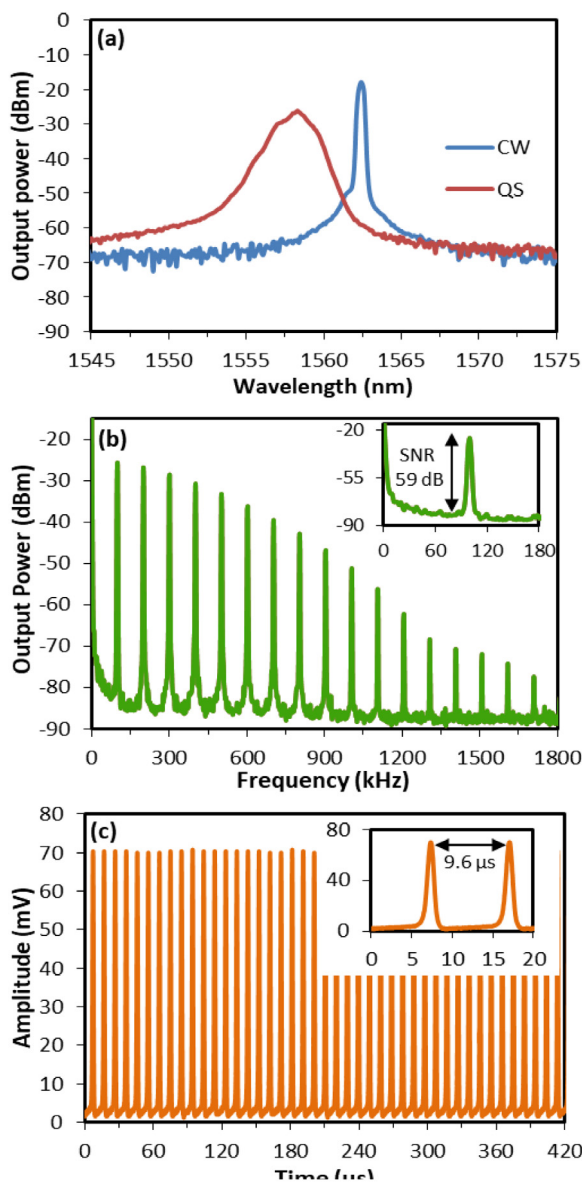 (a)
Output power (dBm)
0
-10
-20
-30
-40
-50
-60
-70
-80
-90
CW
QS
1545 1550 1555 1560 1565 1570 1575
Wavelength (nm)
(b)
Output Power (dBm)
-20
-30
-40
-50
-60
-70
-80
-90
-20
-55
-90
SNR
59 dB
0 60 120 180
0 300 600 900 1200 1500 1800
Frequency (kHz)
(c)
Amplitude (mV)
80
70
60
50
40
30
20
10
0
80
40
0
9.6 µs
0 5 10 15 20
0 60 120 180 240 300 360 420
Time (µs)